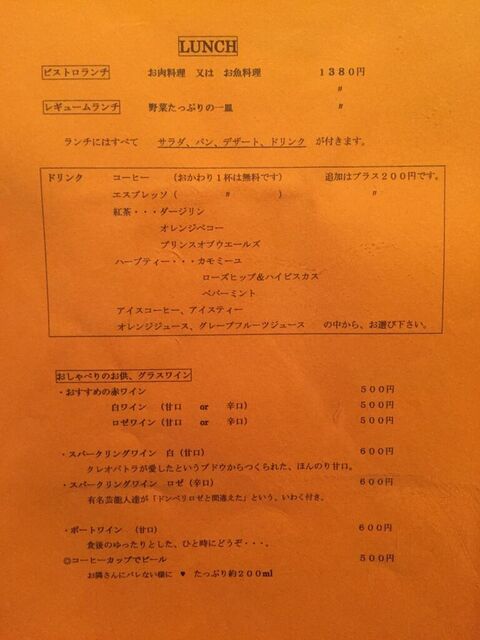 LUNCH
ビストロランチ お肉料理 又は お魚料理 1380円
〃
レギュームランチ 野菜たっぷりの一皿 〃
ランチにはすべて サラダ、パン、デザート、ドリンク が付きます。
ドリンク コーヒー (おかわり1杯は無料です) 追加はプラス200円です。
エスプレッソ ( 〃 ) 〃
紅茶・・・ダージリン
オレンジペコー
プリンスオブウエールズ
ハーブティー・・・カモミーユ
ローズヒップ&ハイビスカス
ペパーミント
アイスコーヒー、アイスティー
オレンジジュース、グレープフルーツジュース の中から、お選び下さい。
おしゃべりのお供、グラスワイン
・おすすめの赤ワイン 500円
白ワイン (甘口 or 辛口) 500円
ロゼワイン (甘口 or 辛口) 500円
・スパークリングワイン 白(甘口) 600円
クレオパトラが愛したというブドウからつくられた、ほんのり甘口。
・スパークリングワイン ロゼ(辛口) 600円
有名芸能人達が「ドンペリロゼと間違えた」という、いわく付き。
・ポートワイン (甘口) 600円
食後のゆったりとした、ひと時にどうぞ・・・。
◎コーヒーカップでビール 500円
お隣さんにバレない様に ♥ たっぷり約200ml